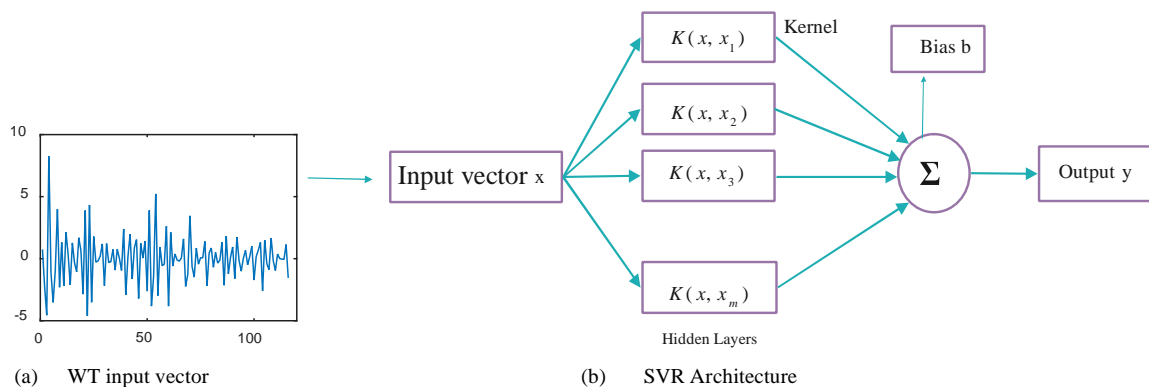 10
5
0
-5
0
50
100
(a) WT input vector
Input vector x
K(x, x1)
K(x, x2)
K(x, x3)
K(x, xm)
Kernel
Hidden Layers
Bias b
Σ
Output y
(b) SVR Architecture